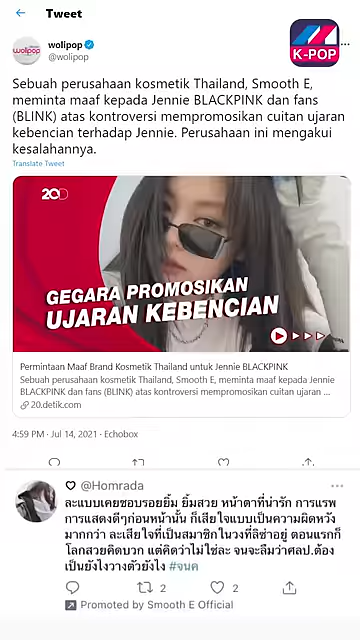 Tweet
K-POP
wolipop
wolipop
@wolipop
Sebuah perusahaan kosmetik Thailand, Smooth E,
meminta maaf kepada Jennie BLACKPINK dan fans
(BLINK) atas kontroversi mempromosikan cuitan ujaran
kebencian terhadap Jennie. Perusahaan ini mengakui
kesalahannya.
Translate Tweet
20D
GEGARA PROMOSIKAN
UJARAN KEBENCIAN
Permintaan Maaf Brand Kosmetik Thailand untuk Jennie BLACKPINK
Sebuah perusahaan kosmetik Thailand, Smooth E, meminta maaf kepada Jennie
BLACKPINK dan fans (BLINK) atas kontroversi mempromosikan cuitan ujaran ...
20.detik.com
4:59 PM · Jul 14, 2021 · Echobox
@Homrada
ละแบบเคยชอบรอยยิ้ม ยิ้มสวย หน้าตาที่น่ารัก การแรพ
การแสดงดีๆก่อนหน้านั้น ก็เสียใจแบบเป็นความผิดหวัง
มากกว่า ละเสียใจที่เป็นสมาชิกในวงที่ลิซ่าอยู่ ตอนแรกก็
โลกสวยคิดบวก แต่คิดว่าไม่ใช่ละ จนจะลืมว่าศลป.ต้อง
เป็นยังไงวางตัวยังไง #จนค
2 2
Promoted by Smooth E Official